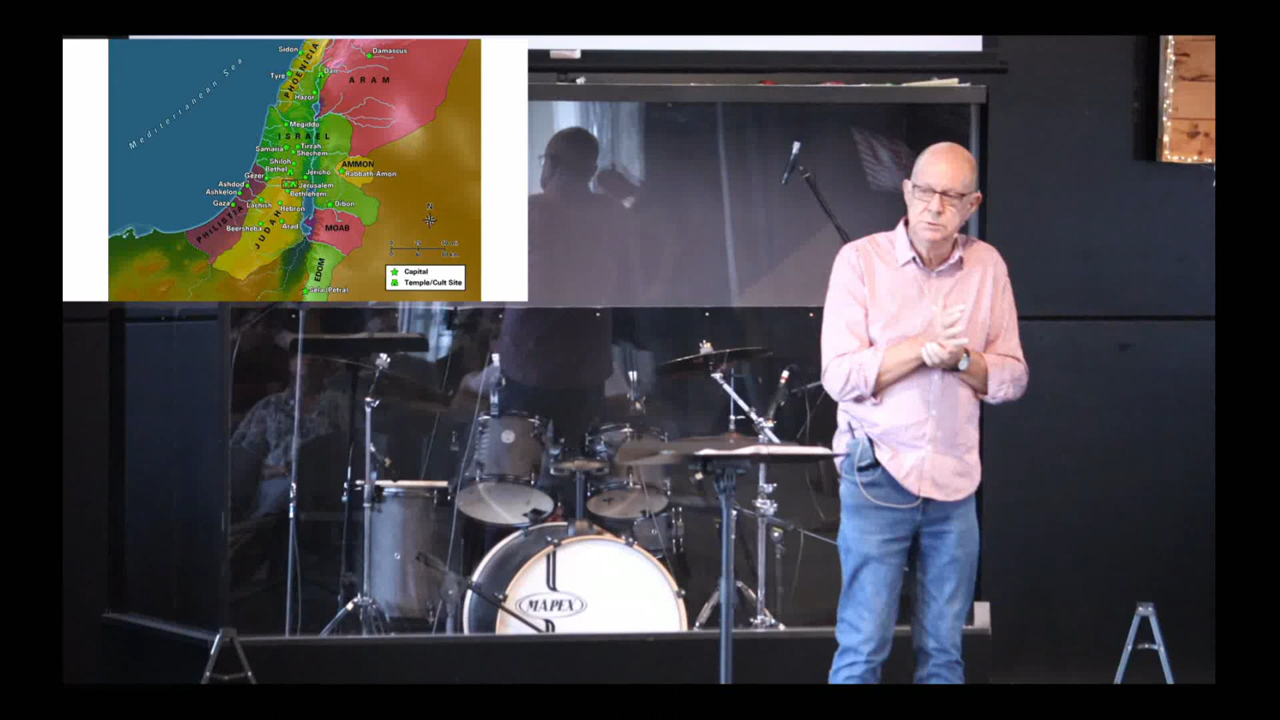 Sidon
Damascus
PHOENICIA
Tyre
Dan
ARAM
Hazor
Mediterranean Sea
Megiddo
ISRAEL
Samaria
Tirzah
Shechem
Shiloh
AMMON
Bethel
Jericho
Rabbath-Amon
Gezer
Ashdod
Jerusalem
Ashkelon
Bethlehem
Gaza
Lachish
Hebron
Dibon
N
PHILISTIA
JUDAH
Beersheba
Arad
MOAB
EDOM
Capital
Temple/Cult Site
Sela (Petra)
MAPEX